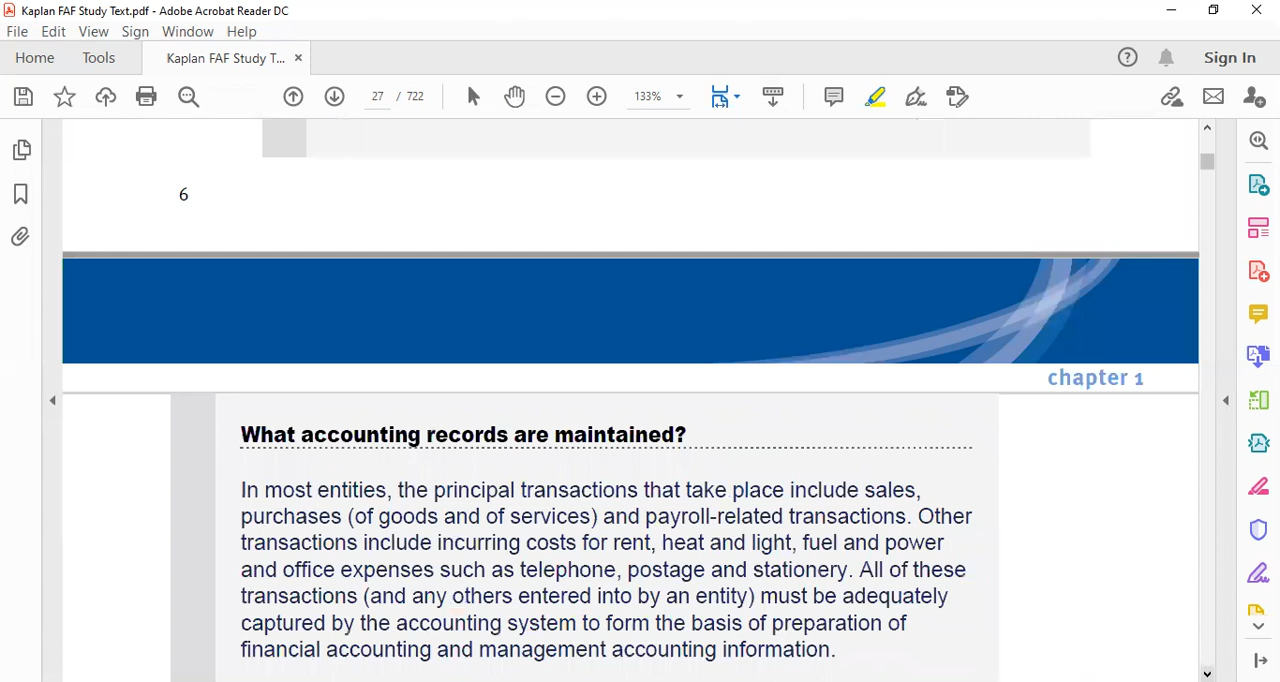 Kaplan FAF Study Text.pdf - Adobe Acrobat Reader DC
File Edit View Sign Window Help
Home Tools Kaplan FAF Study T... × Sign In
27 / 722 133%
6
chapter 1
What accounting records are maintained?
In most entities, the principal transactions that take place include sales,
purchases (of goods and of services) and payroll-related transactions. Other
transactions include incurring costs for rent, heat and light, fuel and power
and office expenses such as telephone, postage and stationery. All of these
transactions (and any others entered into by an entity) must be adequately
captured by the accounting system to form the basis of preparation of
financial accounting and management accounting information.